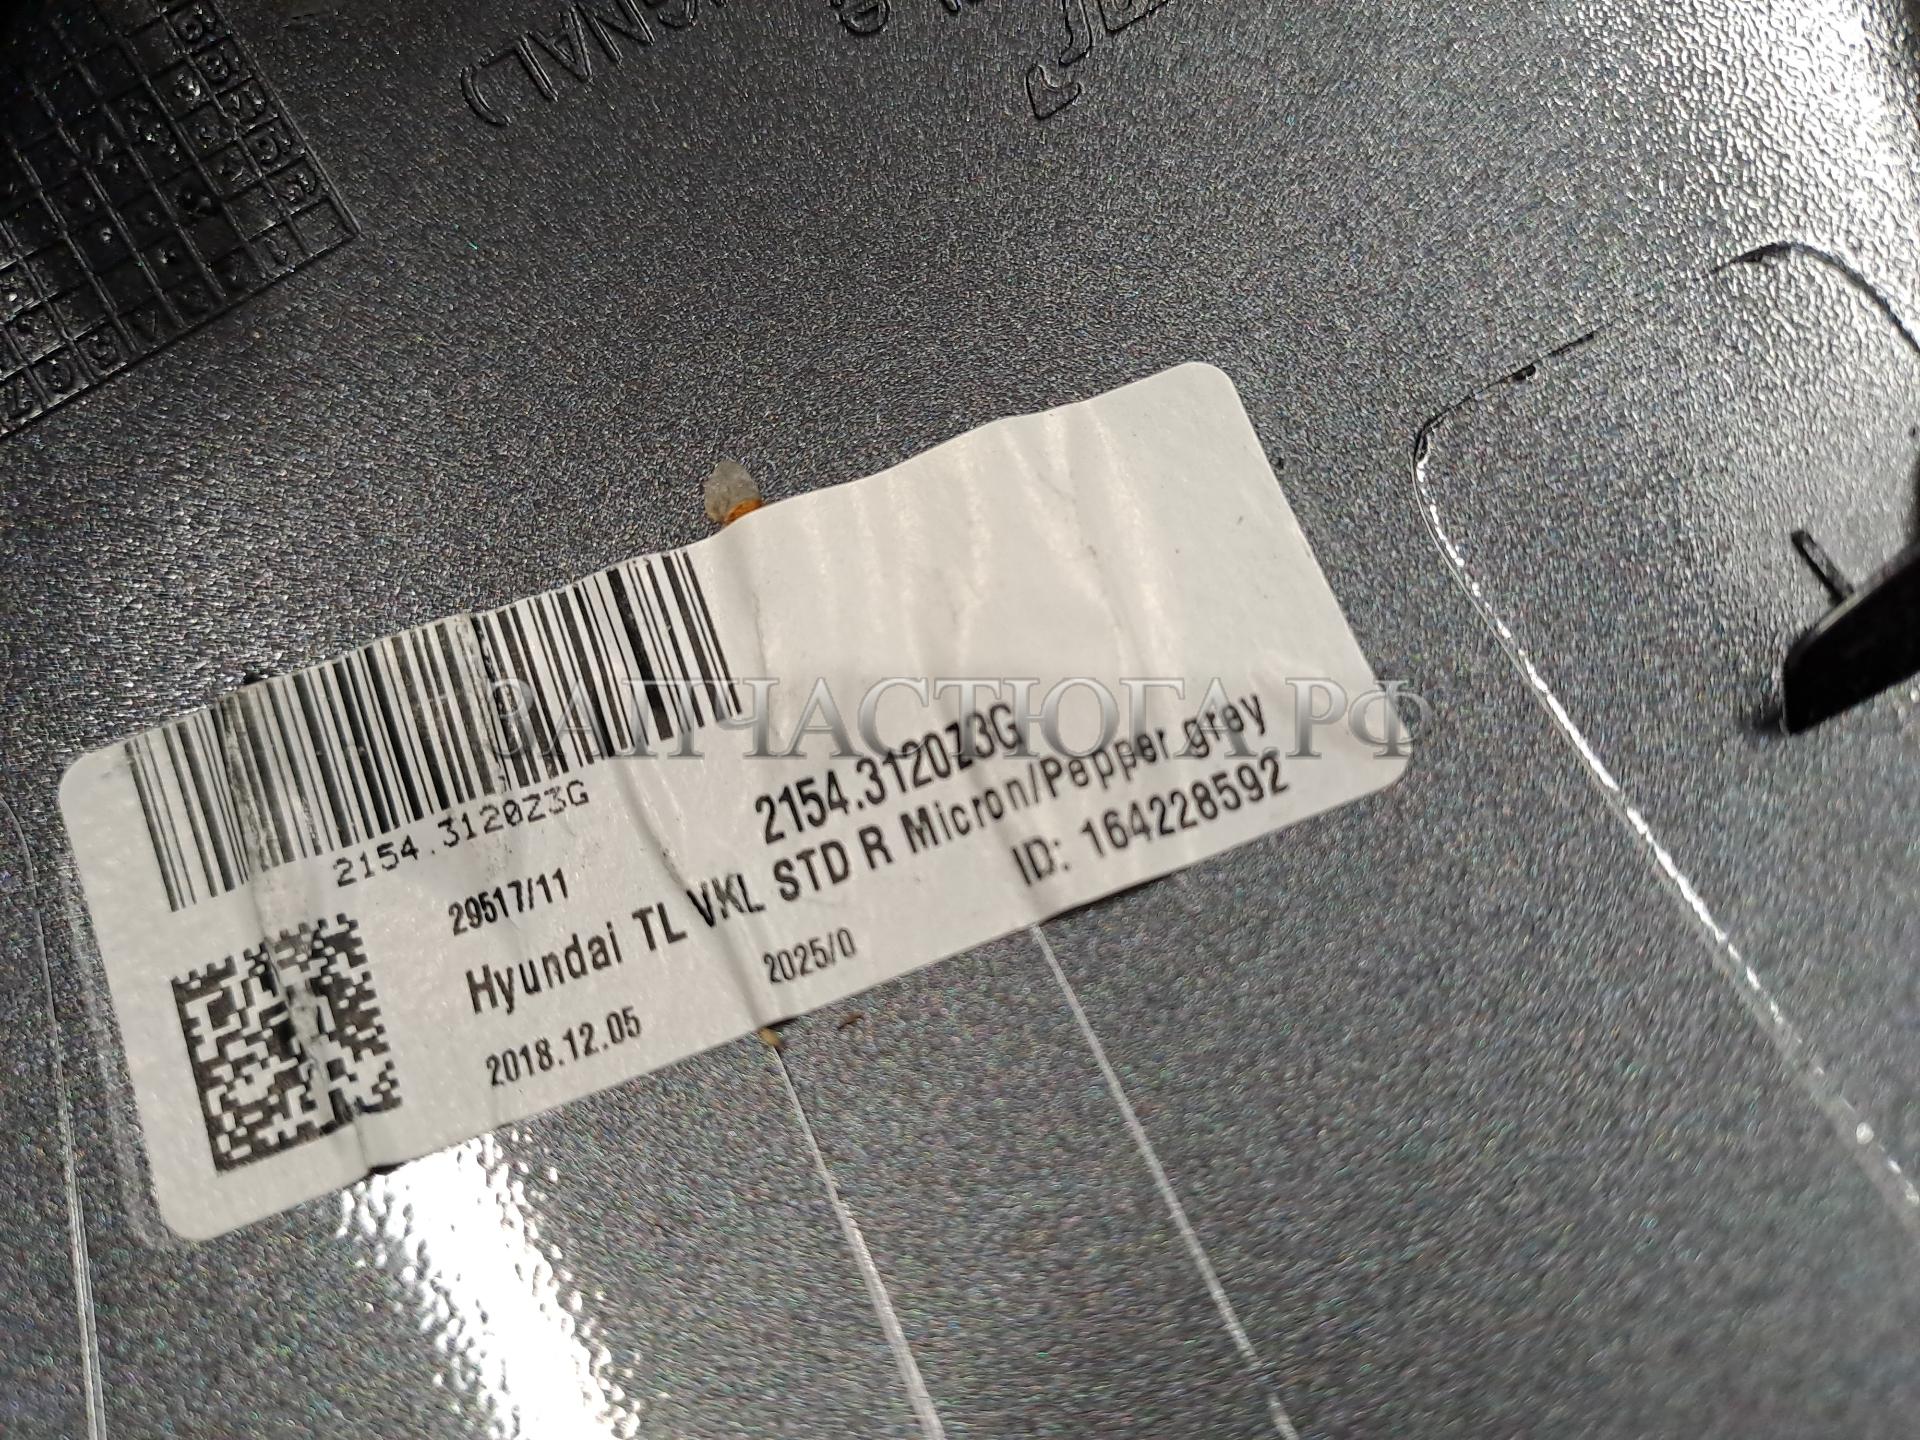 2154.3120Z3G
29517/11
2154.3120Z3G
Hyundai TL VKL STD R Micron/Pepper grey
ID: 164228592
2018.12.05
2025/0
ЗАПЧАСТЮГА.РФ